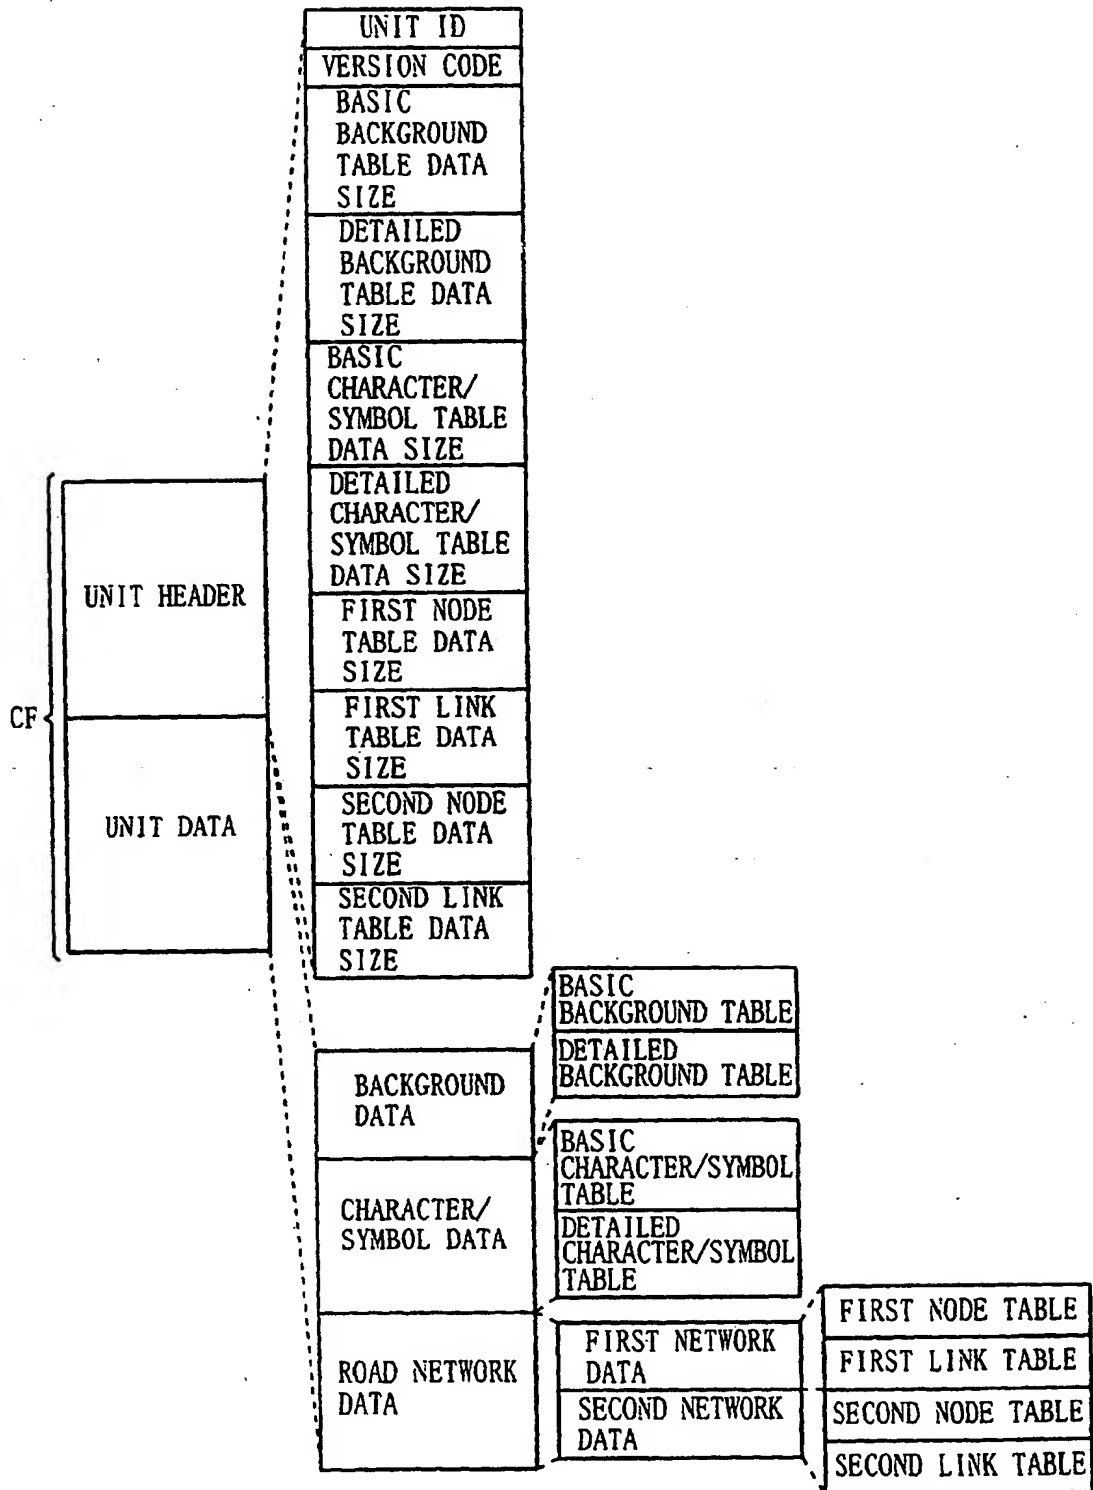 UNIT ID
VERSION CODE
BASIC
BACKGROUND
TABLE DATA
SIZE
DETAILED
BACKGROUND
TABLE DATA
SIZE
BASIC
CHARACTER/
SYMBOL TABLE
DATA SIZE
DETAILED
CHARACTER/
SYMBOL TABLE
DATA SIZE
FIRST NODE
TABLE DATA
SIZE
FIRST LINK
TABLE DATA
SIZE
SECOND NODE
TABLE DATA
SIZE
SECOND LINK
TABLE DATA
SIZE
CF
UNIT HEADER
UNIT DATA
BACKGROUND
DATA
CHARACTER/
SYMBOL DATA
ROAD NETWORK
DATA
BASIC
BACKGROUND TABLE
DETAILED
BACKGROUND TABLE
BASIC
CHARACTER/SYMBOL
TABLE
DETAILED
CHARACTER/SYMBOL
TABLE
FIRST NETWORK
DATA
SECOND NETWORK
DATA
FIRST NODE TABLE
FIRST LINK TABLE
SECOND NODE TABLE
SECOND LINK TABLE